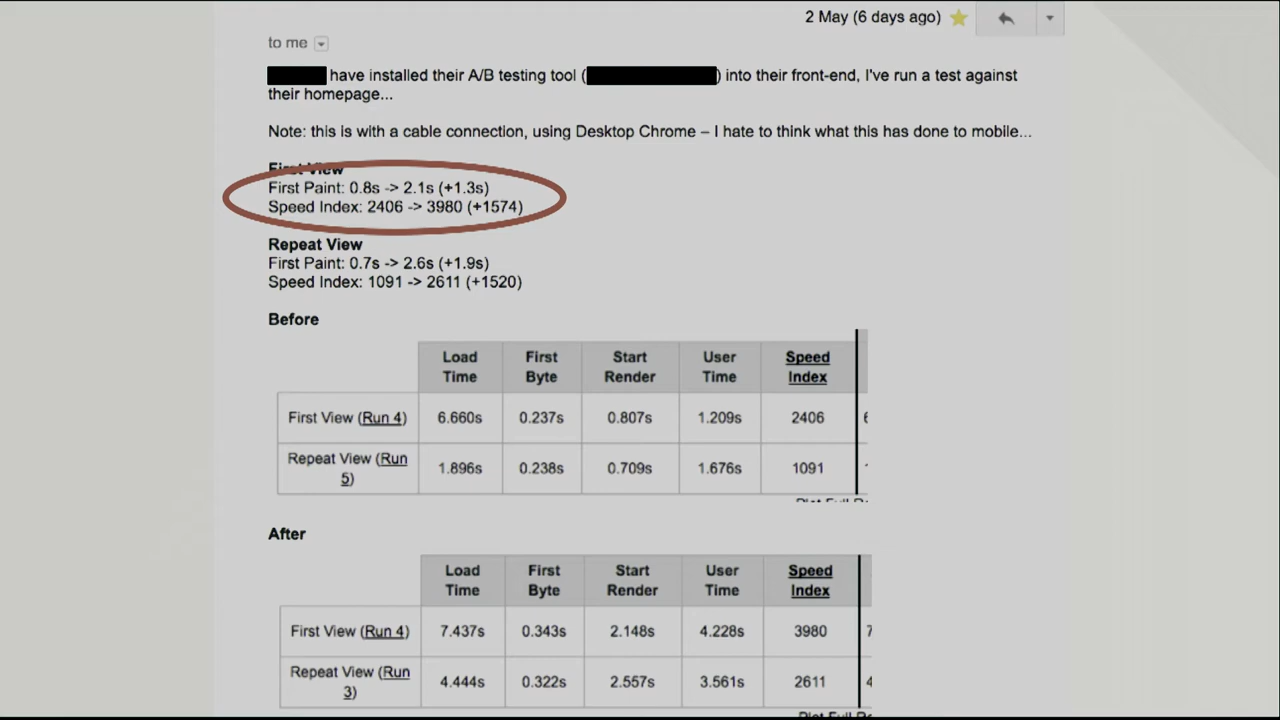 2 May (6 days ago)
to me
have installed their A/B testing tool ( ) into their front-end, I've run a test against
their homepage...
Note: this is with a cable connection, using Desktop Chrome – I hate to think what this has done to mobile...
First View
First Paint: 0.8s -> 2.1s (+1.3s)
Speed Index: 2406 -> 3980 (+1574)
Repeat View
First Paint: 0.7s -> 2.6s (+1.9s)
Speed Index: 1091 -> 2611 (+1520)
Before
Load Time First Byte Start Render User Time Speed Index
First View (Run 4) 6.660s 0.237s 0.807s 1.209s 2406
Repeat View (Run 5) 1.896s 0.238s 0.709s 1.676s 1091
After
Load Time First Byte Start Render User Time Speed Index
First View (Run 4) 7.437s 0.343s 2.148s 4.228s 3980
Repeat View (Run 3) 4.444s 0.322s 2.557s 3.561s 2611